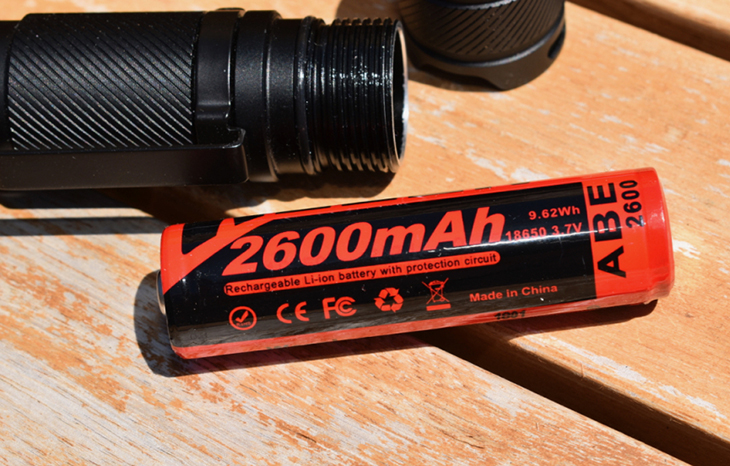 2600mAh
9.62Wh
18650 3.7V
Rechargeable Li-ion battery with protection circuit
CE FC
Made in China
1001
ABE
2600